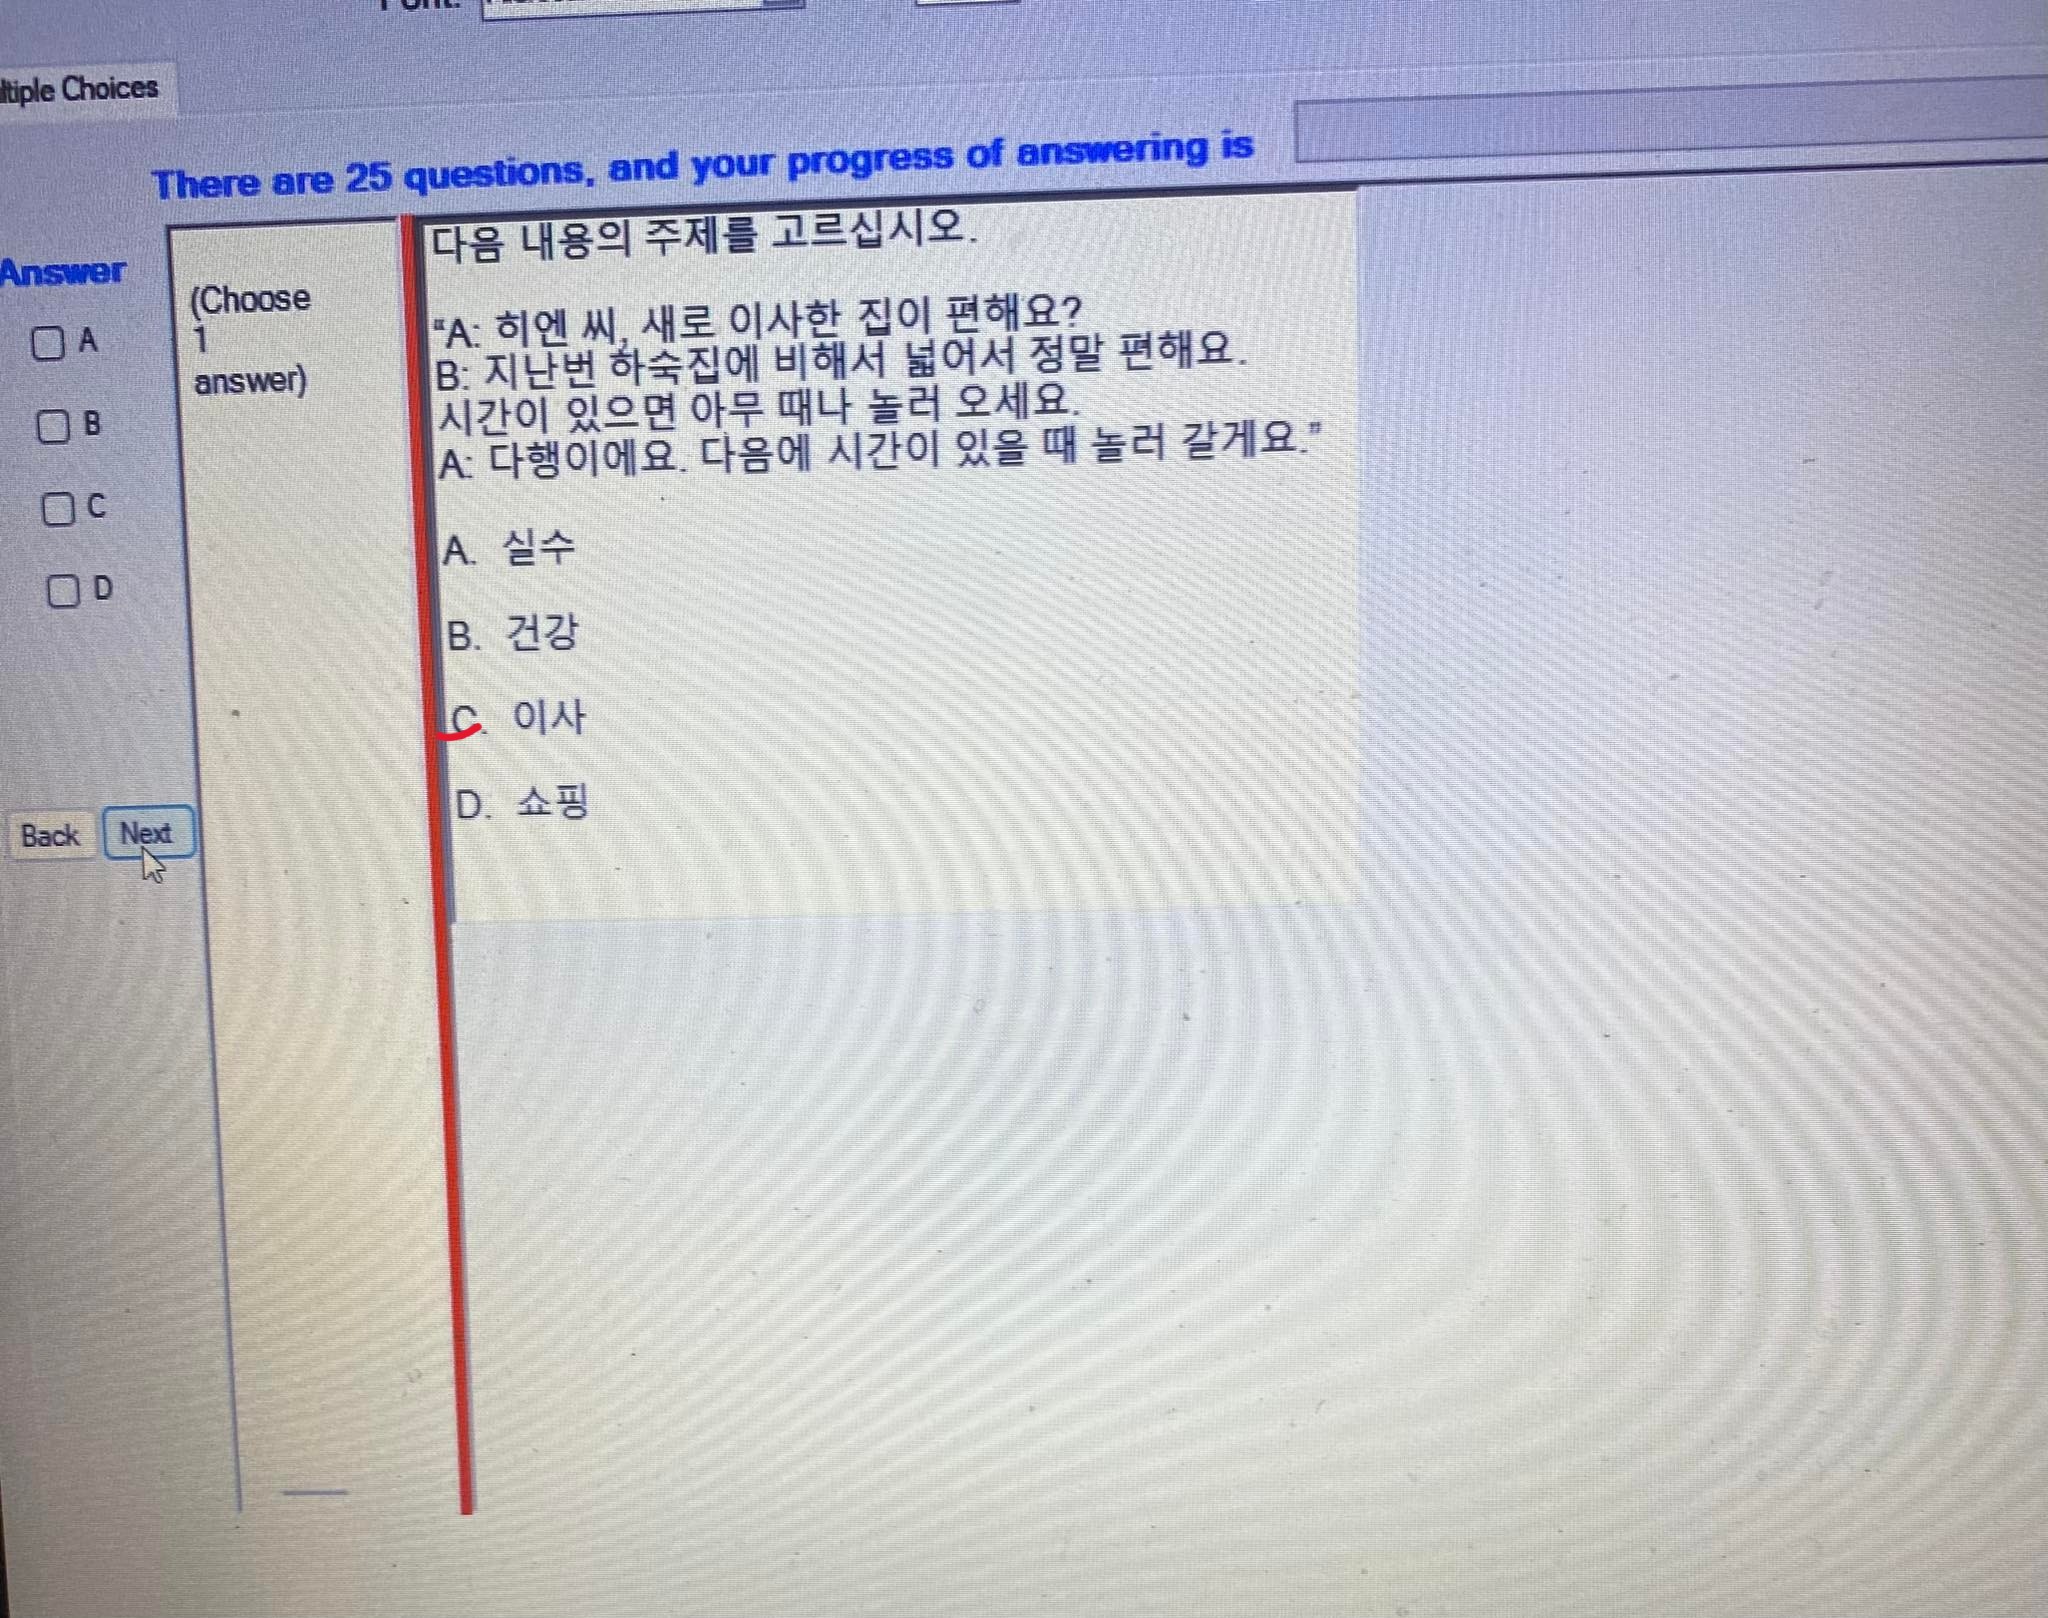 ltiple Choices
There are 25 questions, and your progress of answering is
Answer
A
B
C
D
Back
Next
(Choose
1
answer)
다음 내용의 주제를 고르십시오.
"A: 히엔 씨, 새로 이사한 집이 편해요?
B: 지난번 하숙집에 비해서 넓어서 정말 편해요.
시간이 있으면 아무 때나 놀러 오세요.
A: 다행이에요. 다음에 시간이 있을 때 놀러 갈게요."
A. 실수
B. 건강
C. 이사
D. 쇼핑